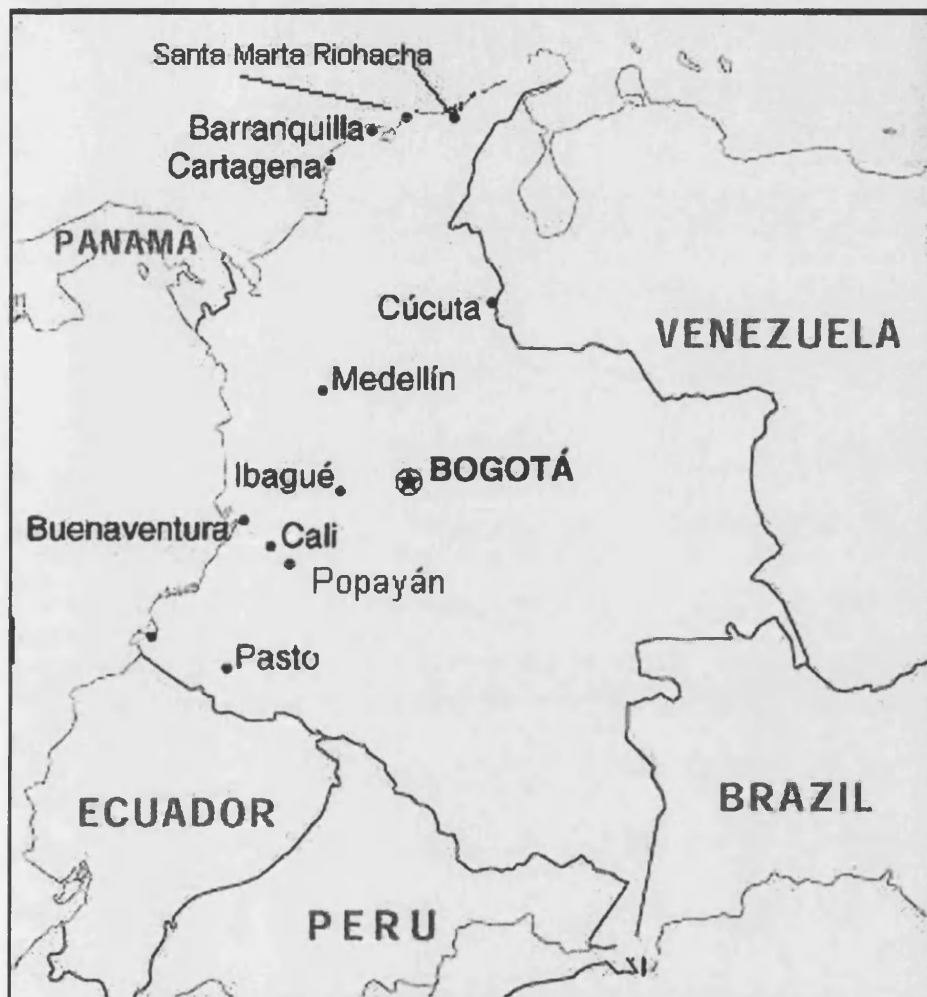 Santa Marta Riohacha
Barranquilla
Cartagena
PANAMA
Cúcuta
VENEZUELA
Medellín
Ibagué
BOGOTÁ
Buenaventura
Cali
Popayán
Pasto
ECUADOR
BRAZIL
PERU